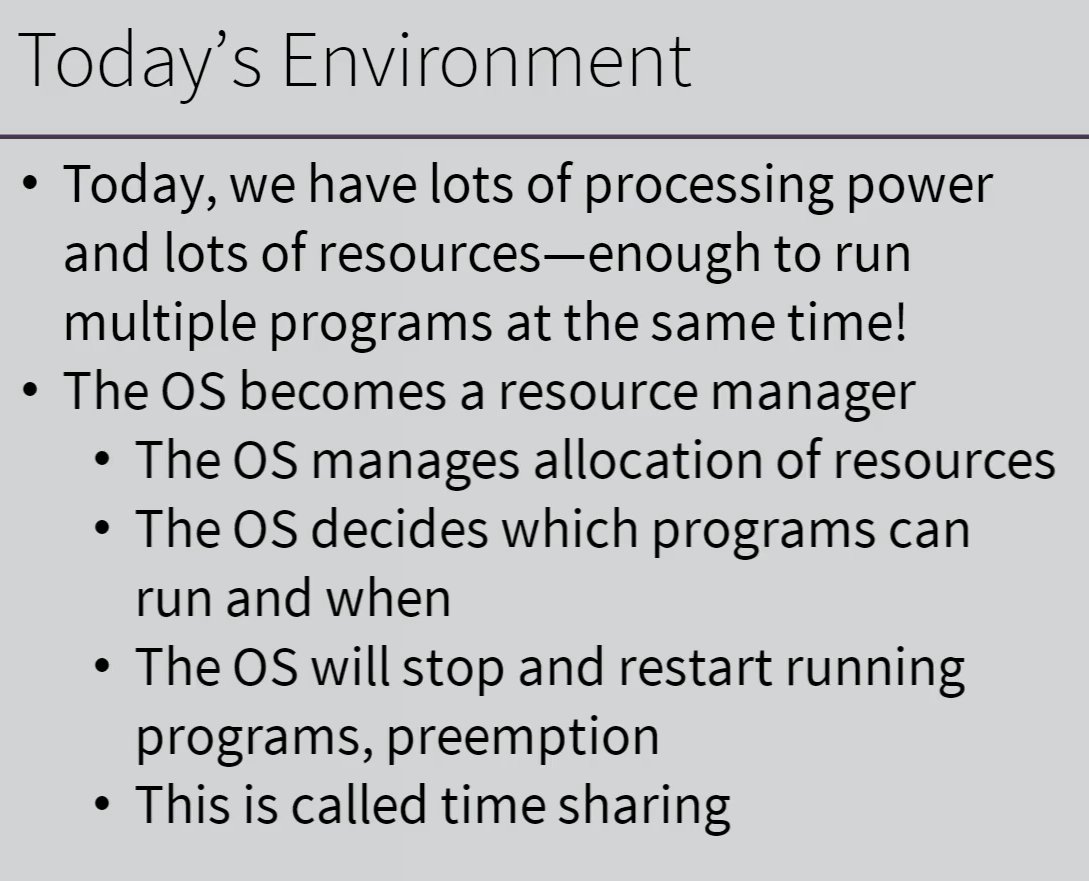 Today’s Environment
• Today, we have lots of processing power
and lots of resources—enough to run
multiple programs at the same time!
• The OS becomes a resource manager
• The OS manages allocation of resources
• The OS decides which programs can
run and when
• The OS will stop and restart running
programs, preemption
• This is called time sharing